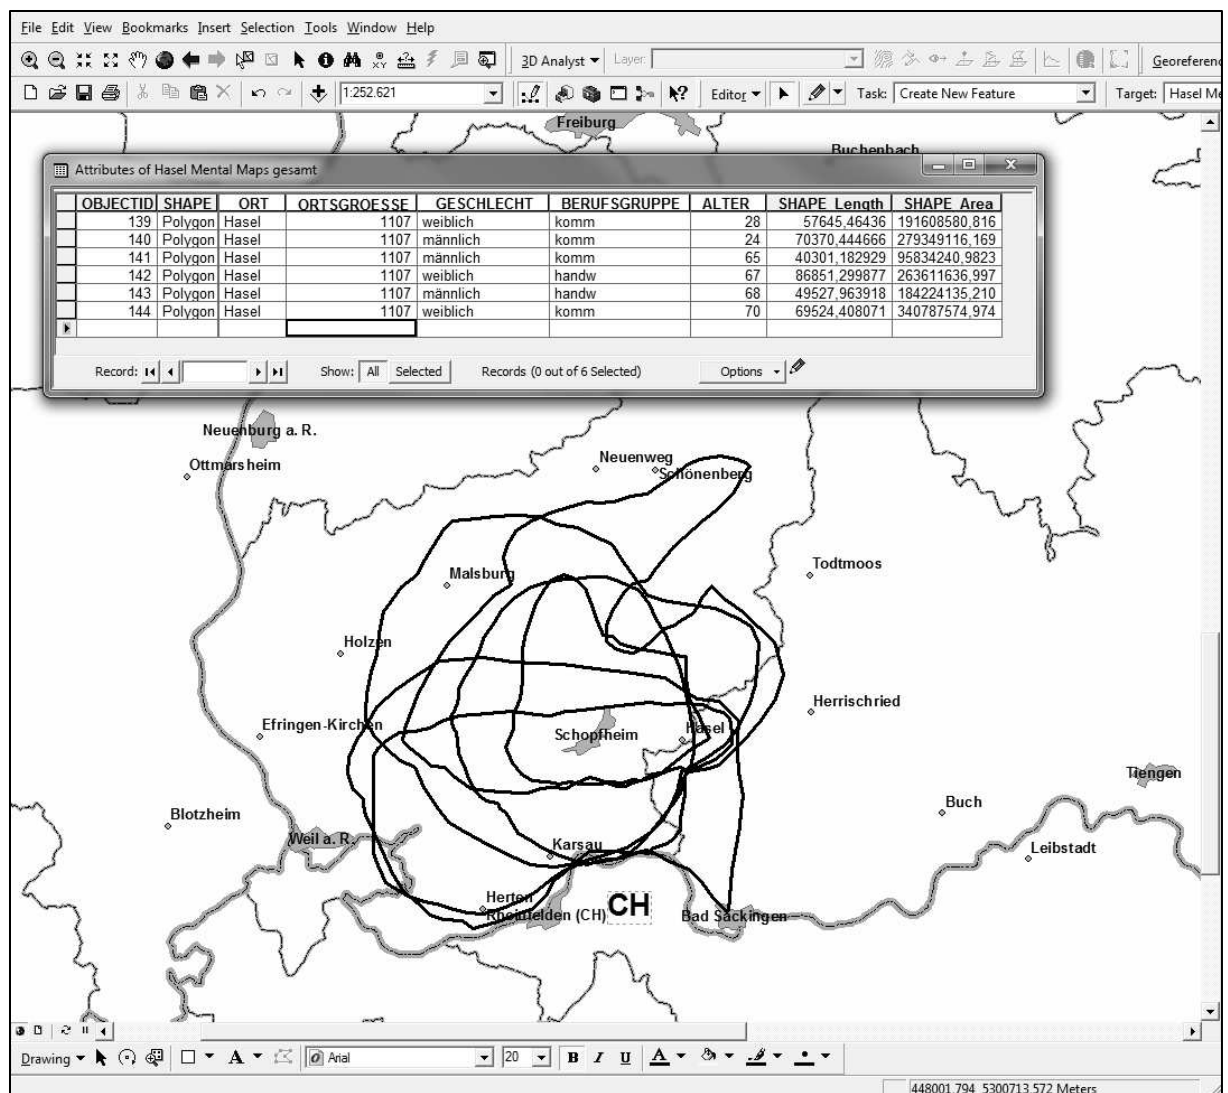 File Edit View Bookmarks Insert Selection Tools Window Help
3D Analyst Layer: Georeferen
1:252.621 Editor Task: Create New Feature Target: Hasel Me
Freiburg
Buchenbach
Attributes of Hasel Mental Maps gesamt
OBJECTID SHAPE ORT ORTSGROESSE GESCHLECHT BERUFSGRUPPE ALTER SHAPE_Length SHAPE_Area
139 Polygon Hasel 1107 weiblich komm 28 57645,46436 191608580,816
140 Polygon Hasel 1107 männlich komm 24 70370,444666 279349116,169
141 Polygon Hasel 1107 männlich komm 65 40301,182929 95834240,9823
142 Polygon Hasel 1107 weiblich handw 67 86851,299877 263611636,997
143 Polygon Hasel 1107 männlich handw 68 49527,963918 184224135,210
144 Polygon Hasel 1107 weiblich komm 70 69524,408071 340787574,974
Record: Show: All Selected Records (0 out of 6 Selected) Options
Neuenburg a. R.
Ottmarsheim
Neuenweg
Schönenberg
Malsburg
Todtmoos
Holzen
Herrischried
Efringen-Kirchen
Schopfheim
Hasel
Tiengen
Blotzheim
Buch
Weil a. R.
Karsau
Leibstadt
Herten
Rheinfelden (CH)
CH
Bad Säckingen
Drawing A Arial 20 B I U A
448001,794 5300713,572 Meters